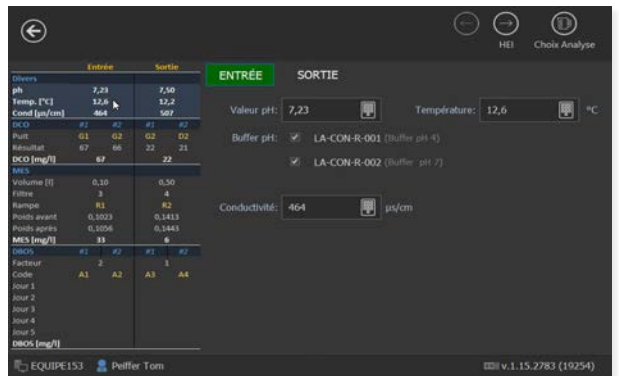 HEI Choix Analyse
Entrée Sortie
Divers
ph 7,23 7,50
Temp. [°C] 12,6 12,2
Cond [µs/cm] 464 507
DCO #1 #2 #1 #2
Puit G1 G2 G2 D2
Résultat 67 66 22 21
DCO [mg/l] 67 22
MES
Volume [l] 0,10 0,50
Filtre 3 4
Rampe R1 R2
Poids avant 0,1023 0,1413
Poids après 0,1056 0,1443
MES [mg/l] 33 6
DBO5 #1 #2 #1 #2
Facteur 2 1
Code A1 A2 A3 A4
Jour 1
Jour 2
Jour 3
Jour 4
Jour 5
DBO5 [mg/l]
ENTRÉE SORTIE
Valeur pH: 7,23 Température: 12,6 °C
Buffer pH: LA-CON-R-001 (Buffer pH 4)
LA-CON-R-002 (Buffer pH 7)
Conductivité: 464 µs/cm
EQUIPE153 Peiffer Tom v.1.15.2783 (19254)